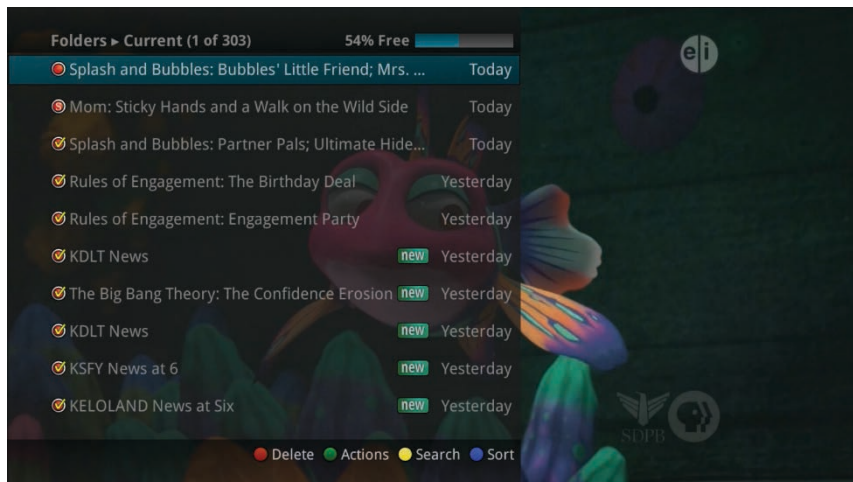 Folders ▸ Current (1 of 303) 54% Free
Splash and Bubbles: Bubbles' Little Friend; Mrs. ... Today
Mom: Sticky Hands and a Walk on the Wild Side Today
Splash and Bubbles: Partner Pals; Ultimate Hide... Today
Rules of Engagement: The Birthday Deal Yesterday
Rules of Engagement: Engagement Party Yesterday
KDLT News new Yesterday
The Big Bang Theory: The Confidence Erosion new Yesterday
KDLT News new Yesterday
KSFY News at 6 new Yesterday
KELOLAND News at Six new Yesterday
Delete Actions Search Sort
e/i
SDPB